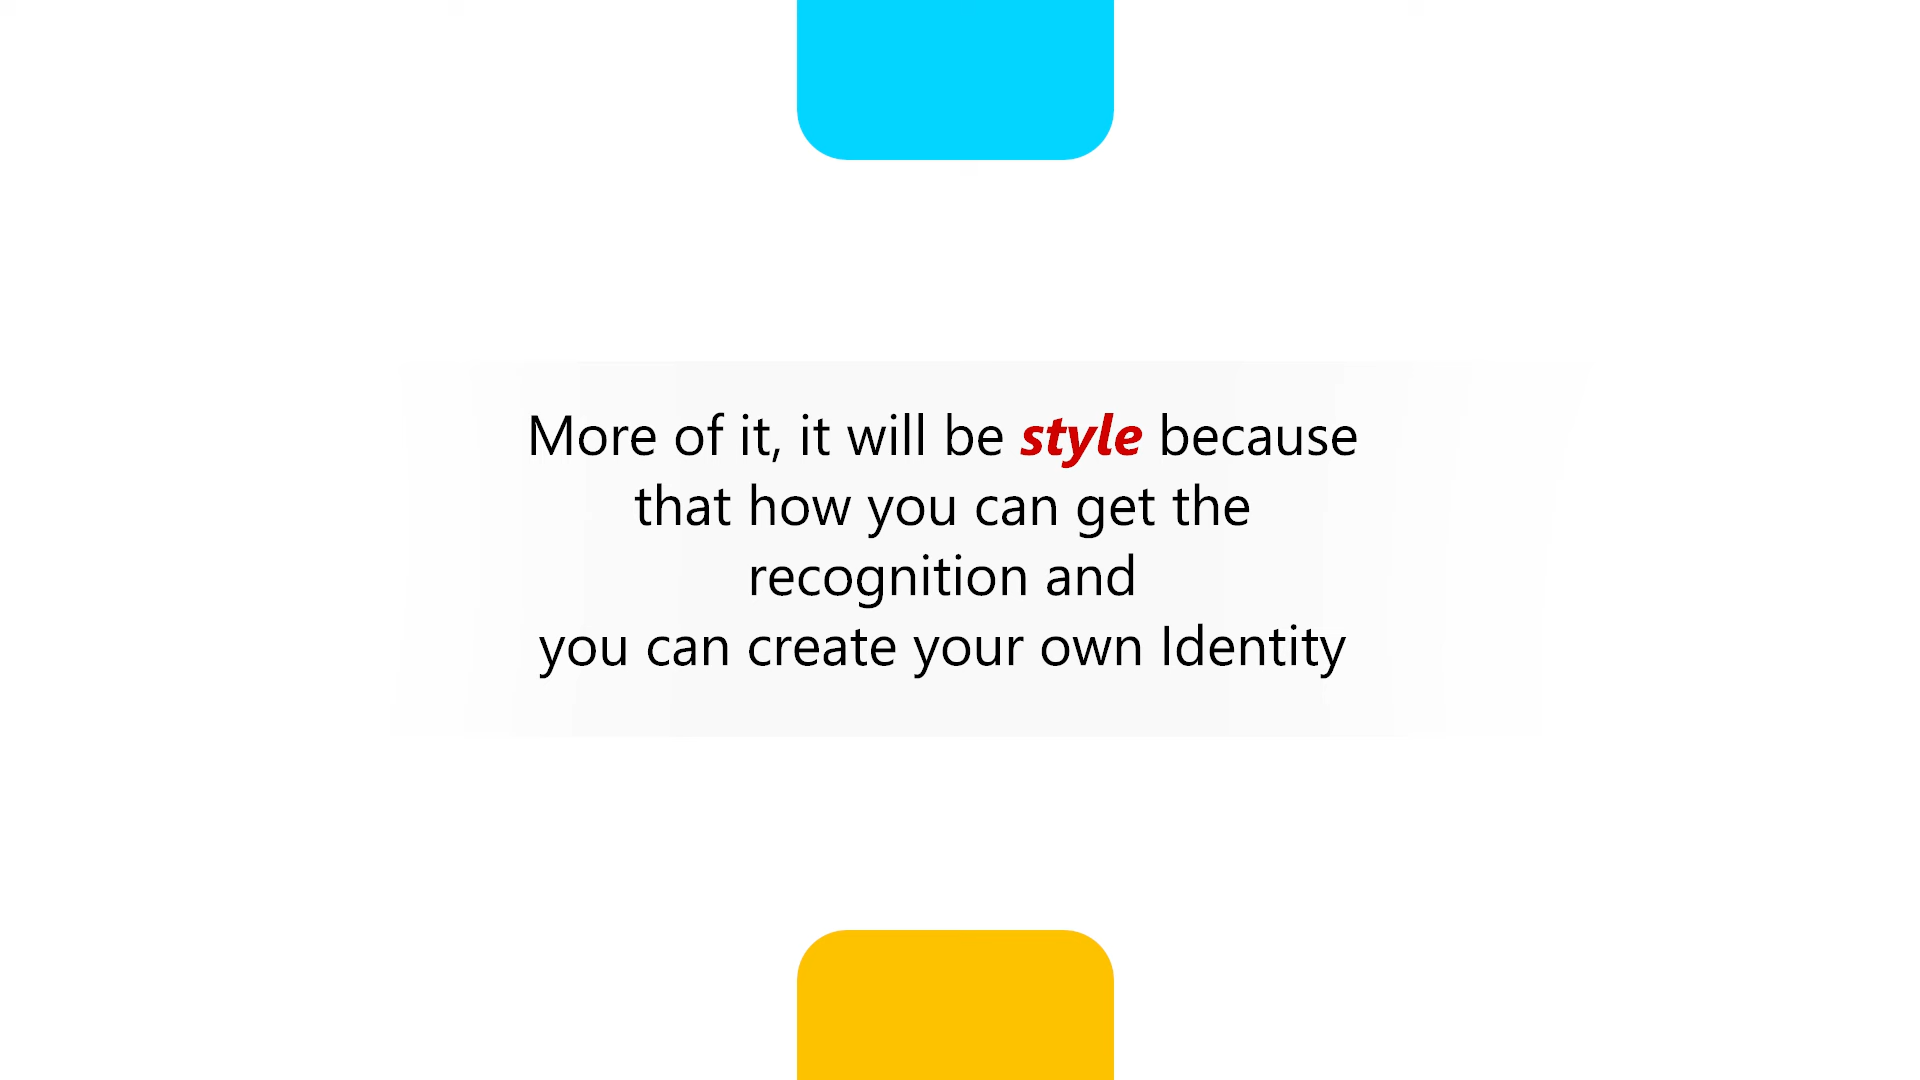 More of it, it will be style because
that how you can get the
recognition and
you can create your own Identity